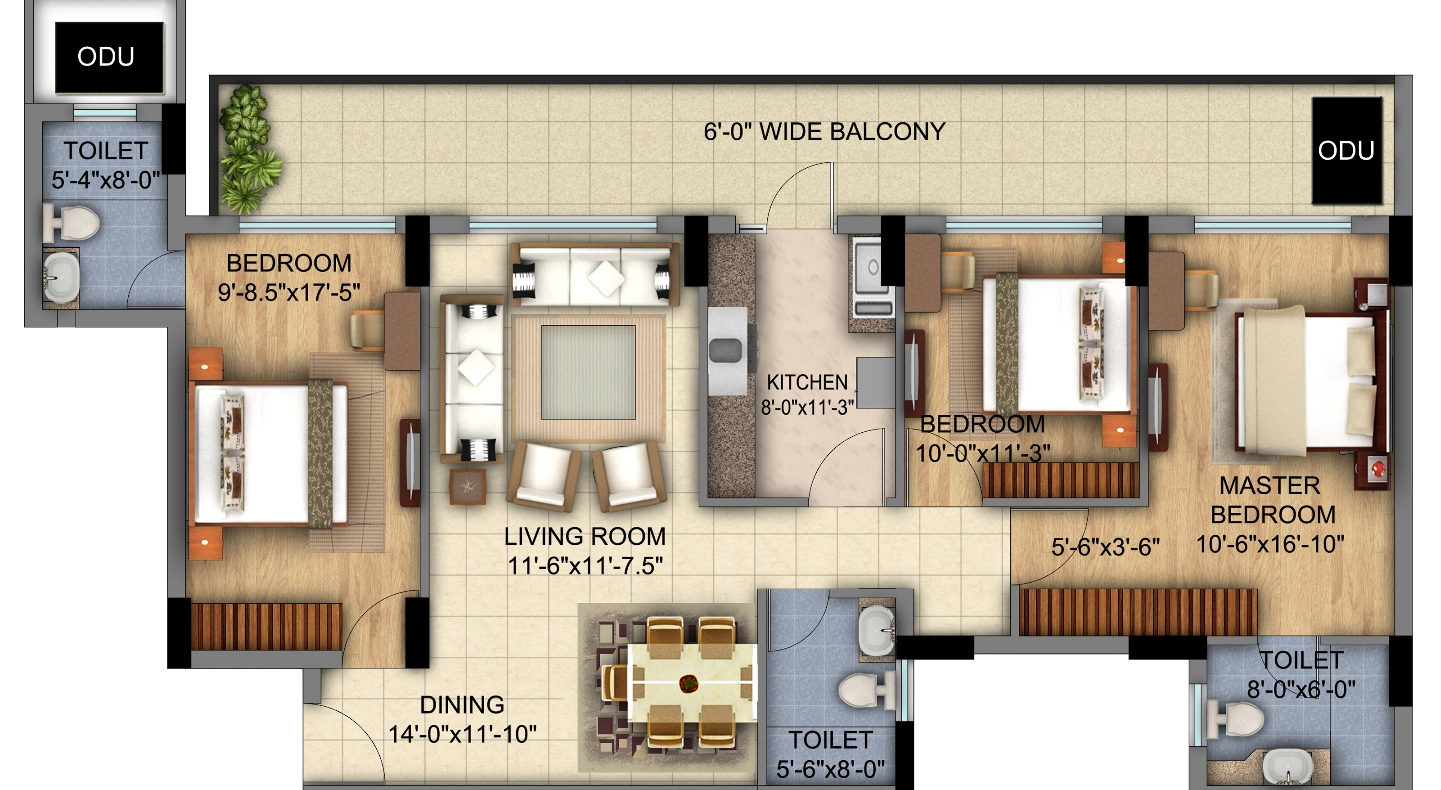 ODU
TOILET
5'-4"x8'-0"
6'-0" WIDE BALCONY
ODU
BEDROOM
9'-8.5"x17'-5"
KITCHEN
8'-0"x11'-3"
BEDROOM
10'-0"x11'-3"
MASTER
BEDROOM
10'-6"x16'-10"
LIVING ROOM
11'-6"x11'-7.5"
5'-6"x3'-6"
DINING
14'-0"x11'-10"
TOILET
5'-6"x8'-0"
TOILET
8'-0"x6'-0"